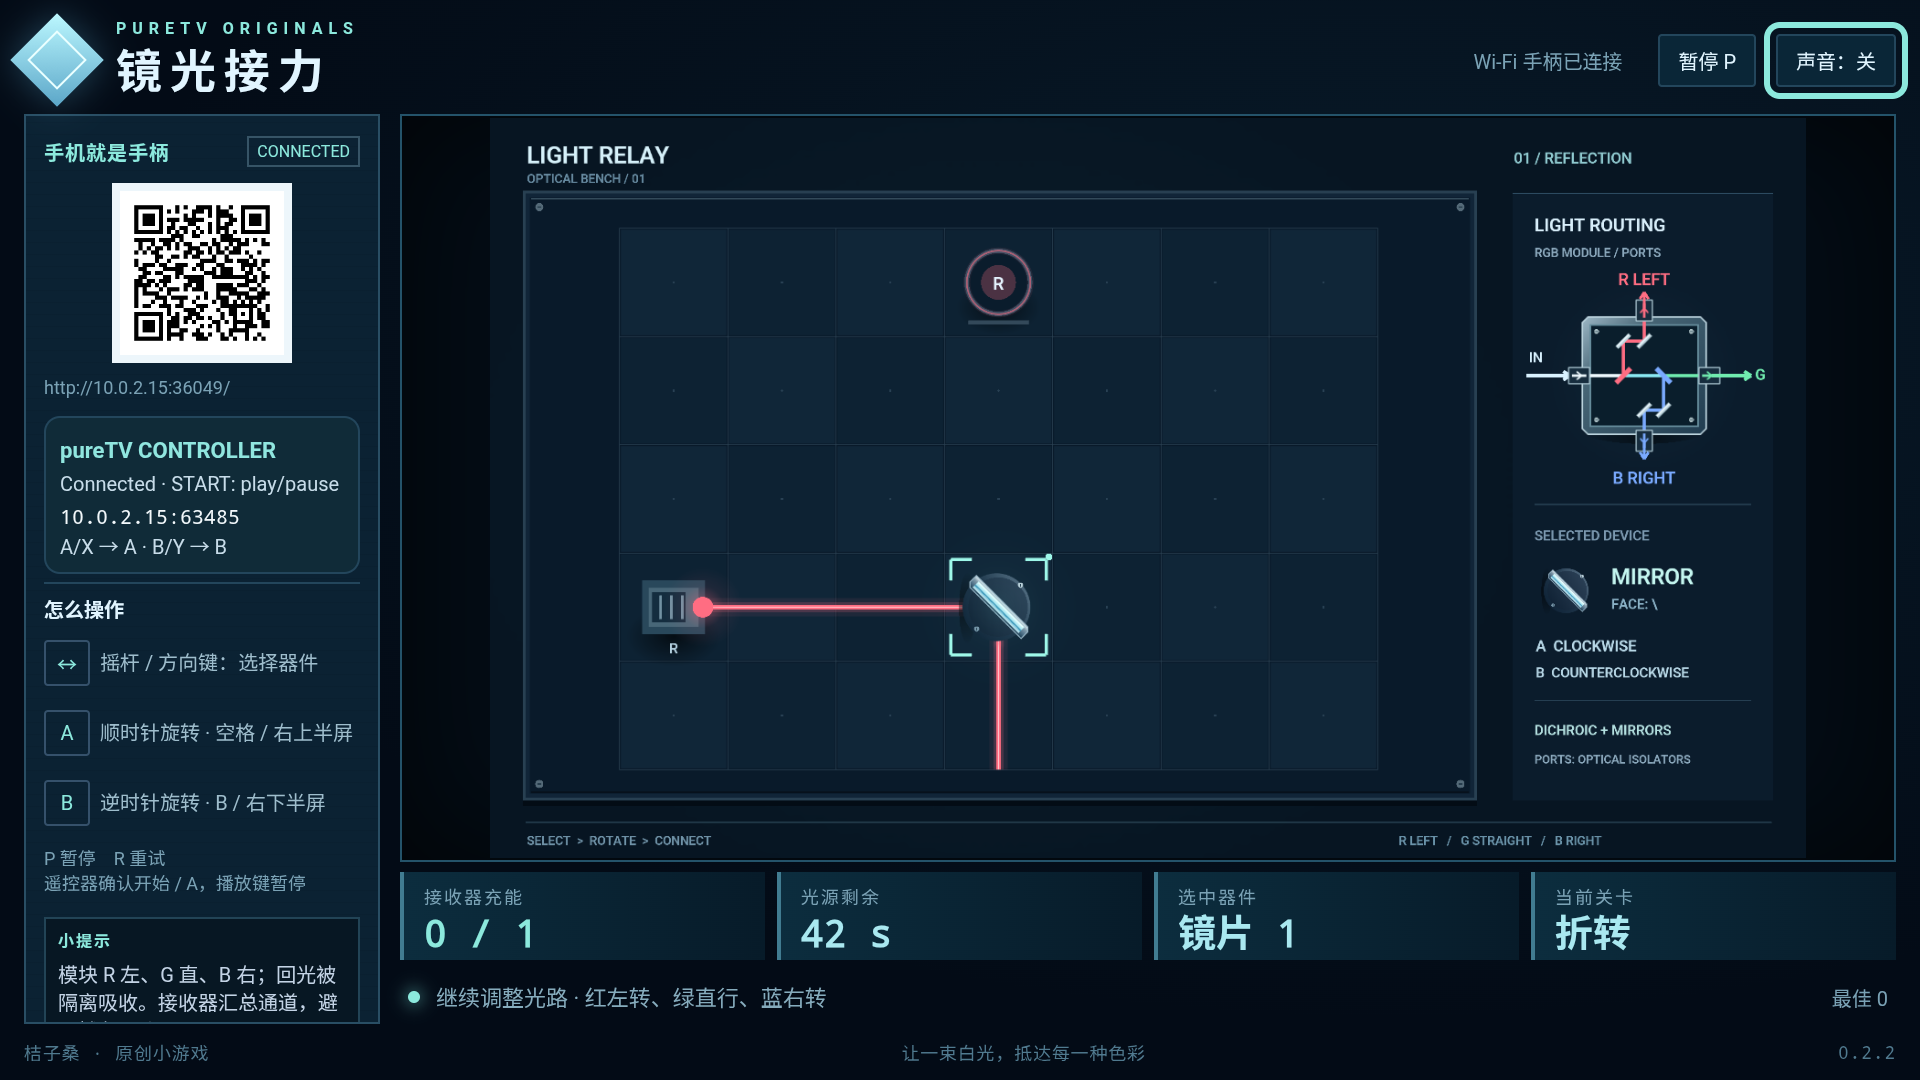 PURETV ORIGINALS
镜光接力
Wi-Fi 手柄已连接
暂停 P
声音：关
手机就是手柄
CONNECTED
http://10.0.2.15:36049/
pureTV CONTROLLER
Connected · START: play/pause
10.0.2.15:63485
A/X → A · B/Y → B
怎么操作
↔ 摇杆 / 方向键：选择器件
A 顺时针旋转 · 空格 / 右上半屏
B 逆时针旋转 · B / 右下半屏
P 暂停 R 重试
遥控器确认开始 / A，播放键暂停
小提示
模块 R 左、G 直、B 右；回光被
隔离吸收。接收器汇总通道，避
LIGHT RELAY
OPTICAL BENCH / 01
R
R
01 / REFLECTION
LIGHT ROUTING
RGB MODULE / PORTS
R LEFT
IN
G
B RIGHT
SELECTED DEVICE
MIRROR
FACE: \
A CLOCKWISE
B COUNTERCLOCKWISE
DICHROIC + MIRRORS
PORTS: OPTICAL ISOLATORS
SELECT > ROTATE > CONNECT
R LEFT / G STRAIGHT / B RIGHT
接收器充能
0 / 1
光源剩余
42 s
选中器件
镜片 1
当前关卡
折转
继续调整光路 · 红左转、绿直行、蓝右转
最佳 0
桔子桑 · 原创小游戏
让一束白光，抵达每一种色彩
0.2.2